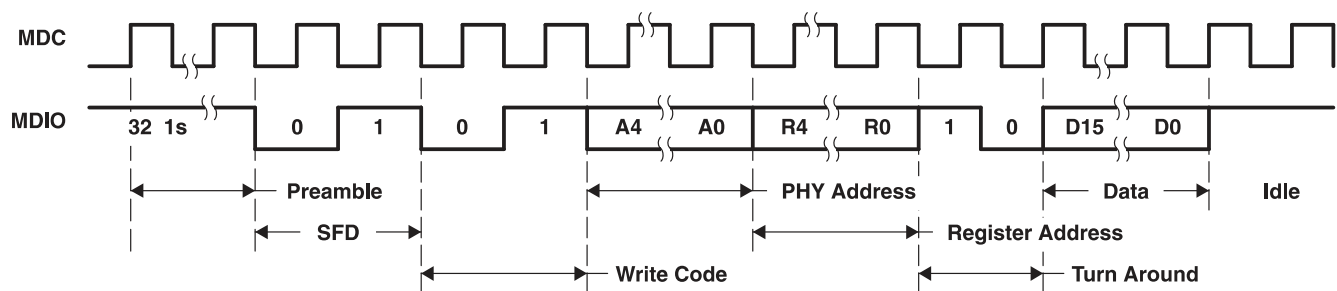 MDC
MDIO
32 1s 0 1 0 1 A4 A0 R4 R0 1 0 D15 D0
Preamble PHY Address Data Idle
SFD Register Address
Write Code Turn Around